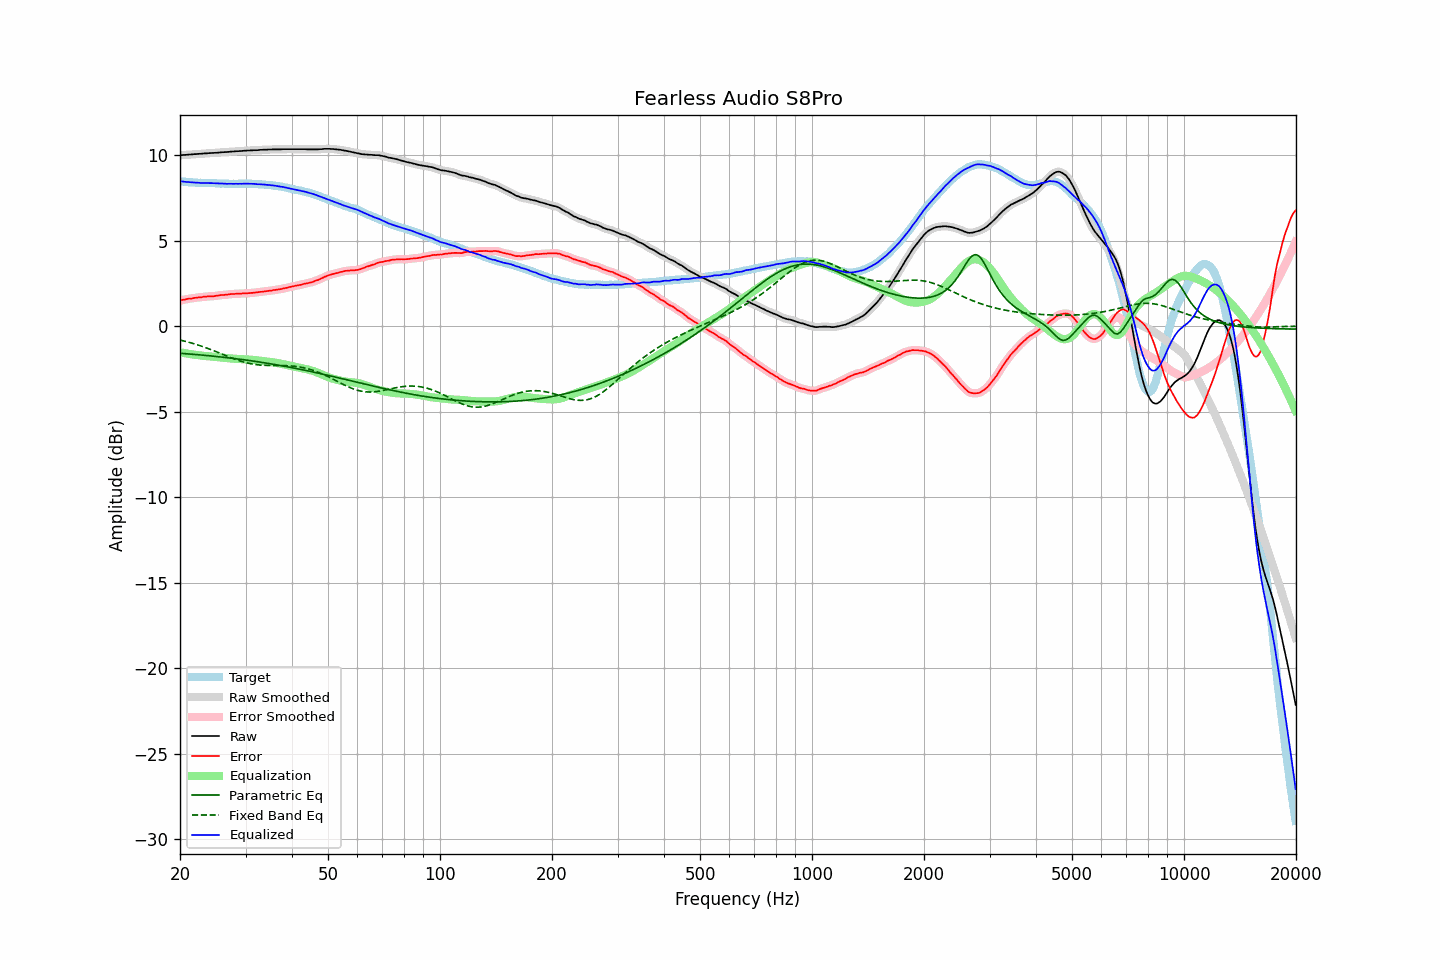 Fearless Audio S8Pro
Amplitude (dBr)
10
5
0
−5
−10
−15
−20
−25
−30
Target
Raw Smoothed
Error Smoothed
Raw
Error
Equalization
Parametric Eq
Fixed Band Eq
Equalized
20 50 100 200 500 1000 2000 5000 10000 20000
Frequency (Hz)